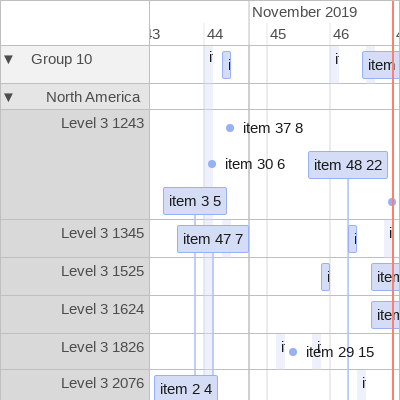 November 2019
43 44 45 46
▼ Group 10
item
▼ North America
Level 3 1243
item 37 8
item 30 6
item 48 22
item 3 5
Level 3 1345
item 47 7
Level 3 1525
item
Level 3 1624
item
Level 3 1826
item 29 15
Level 3 2076
item 2 4